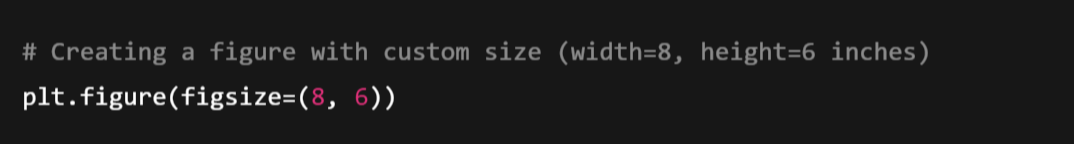 # Creating a figure with custom size (width=8, height=6 inches)
plt.figure(figsize=(8, 6))